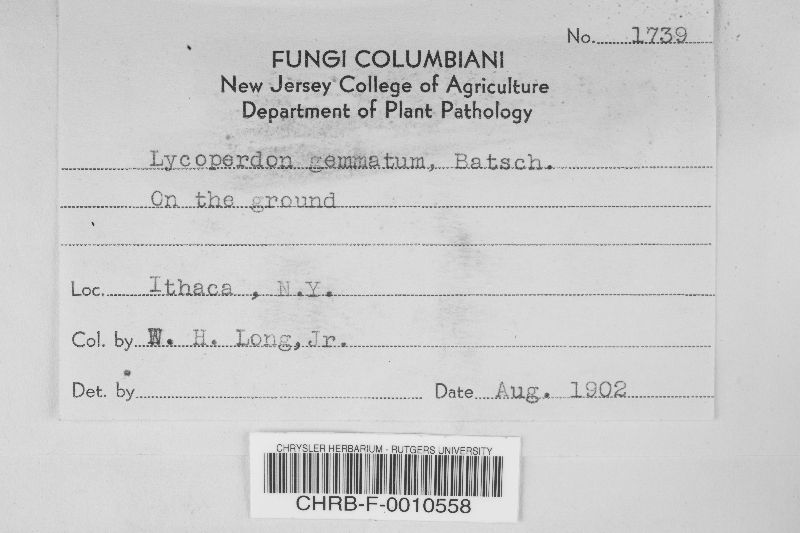 No. 1739
FUNGI COLUMBIANI
New Jersey College of Agriculture
Department of Plant Pathology
Lycoperdon gemmatum, Batsch.
On the ground
Loc. Ithaca , N.Y.
Col. by W. H. Long, Jr.
Det. by Date Aug. 1902
CHRYSLER HERBARIUM - RUTGERS UNIVERSITY
CHRB-F-0010558